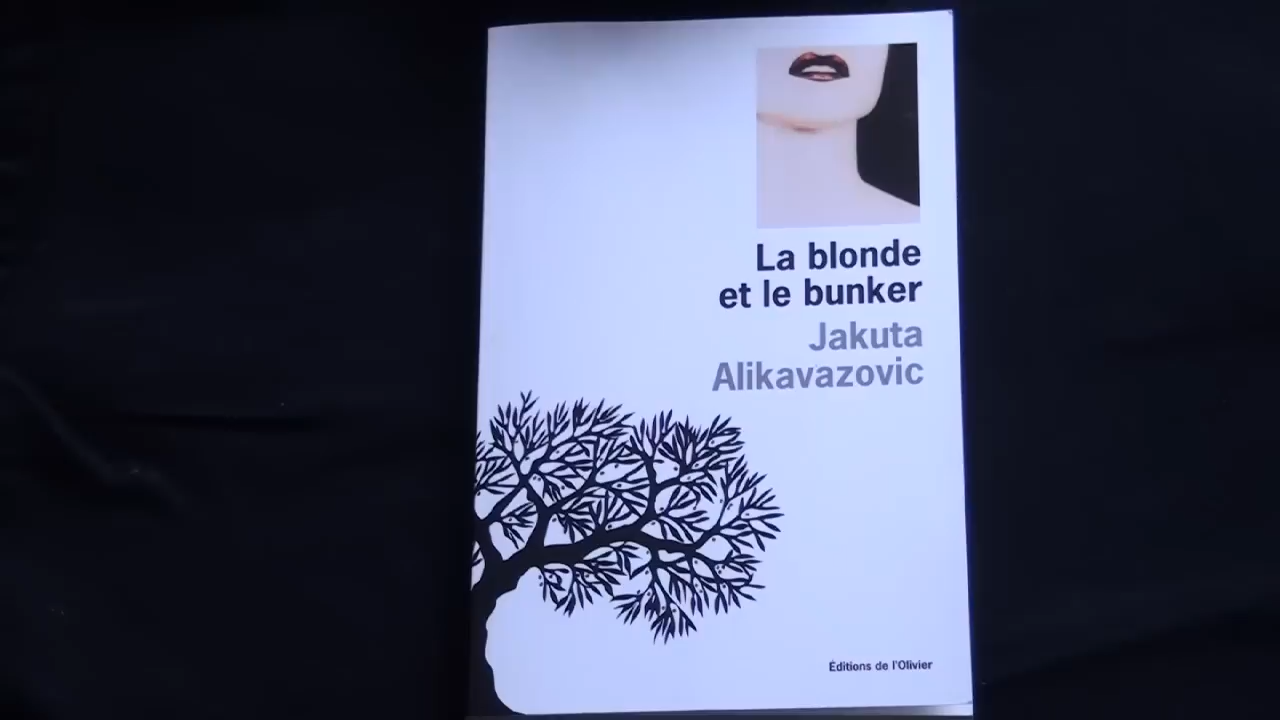 La blonde
et le bunker
Jakuta
Alikavazovic
Éditions de l'Olivier